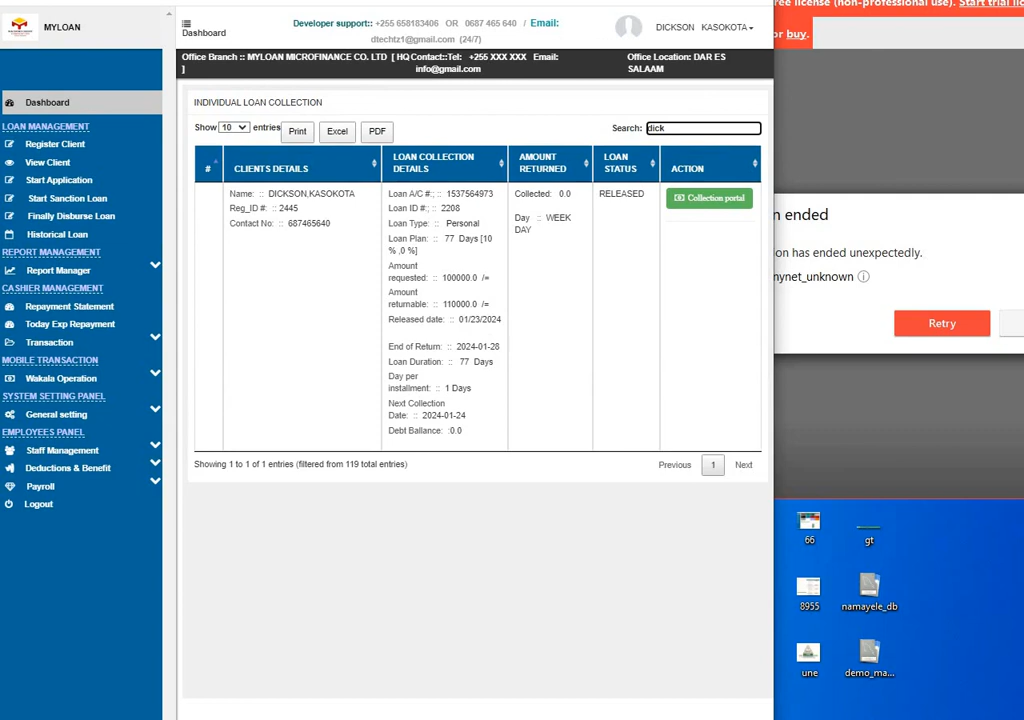 MYLOAN
Dashboard
LOAN MANAGEMENT
Register Client
View Client
Start Application
Start Sanction Loan
Finally Disburse Loan
Historical Loan
REPORT MANAGEMENT
Report Manager
CASHIER MANAGEMENT
Repayment Statement
Today Exp Repayment
Transaction
MOBILE TRANSACTION
Wakala Operation
SYSTEM SETTING PANEL
General setting
EMPLOYEES PANEL
Staff Management
Deductions & Benefit
Payroll
Logout
Dashboard
Developer support:: +255 658183406 OR 0687 465 640 / Email:
dtechtz1@gmail.com (24/7)
DICKSON KASOKOTA
Office Branch :: MYLOAN MICROFINANCE CO. LTD [ HQ Contact::Tel: +255 XXX XXX Email:
] info@gmail.com
Office Location: DAR ES
SALAAM
INDIVIDUAL LOAN COLLECTION
Show 10 entries
Print Excel PDF
Search: dick
# CLIENTS DETAILS
LOAN COLLECTION
DETAILS
AMOUNT
RETURNED
LOAN
STATUS
ACTION
Name: :: DICKSON,KASOKOTA
Reg_ID #: :: 2445
Contact No: :: 687465640
Loan A/C #:; :: 1537564973
Loan ID #:; :: 2208
Loan Type: :: Personal
Loan Plan: :: 77 Days [10
% ,0 %]
Amount
requested: :: 100000.0 /=
Amount
returnable: :: 110000.0 /=
Released date: :: 01/23/2024
End of Return: :: 2024-01-28
Loan Duration: :: 77 Days
Day per
installment: :: 1 Days
Next Collection
Date: :: 2024-01-24
Debt Ballance: :0.0
Collected: 0.0
Day :: WEEK
DAY
RELEASED
Collection portal
Showing 1 to 1 of 1 entries (filtered from 119 total entries)
Previous 1 Next
ree license (non-professional use). Start trial lic
or buy.
n ended
ion has ended unexpectedly.
nynet_unknown
Retry
66
gt
8955
namayele_db
une
demo_ma...